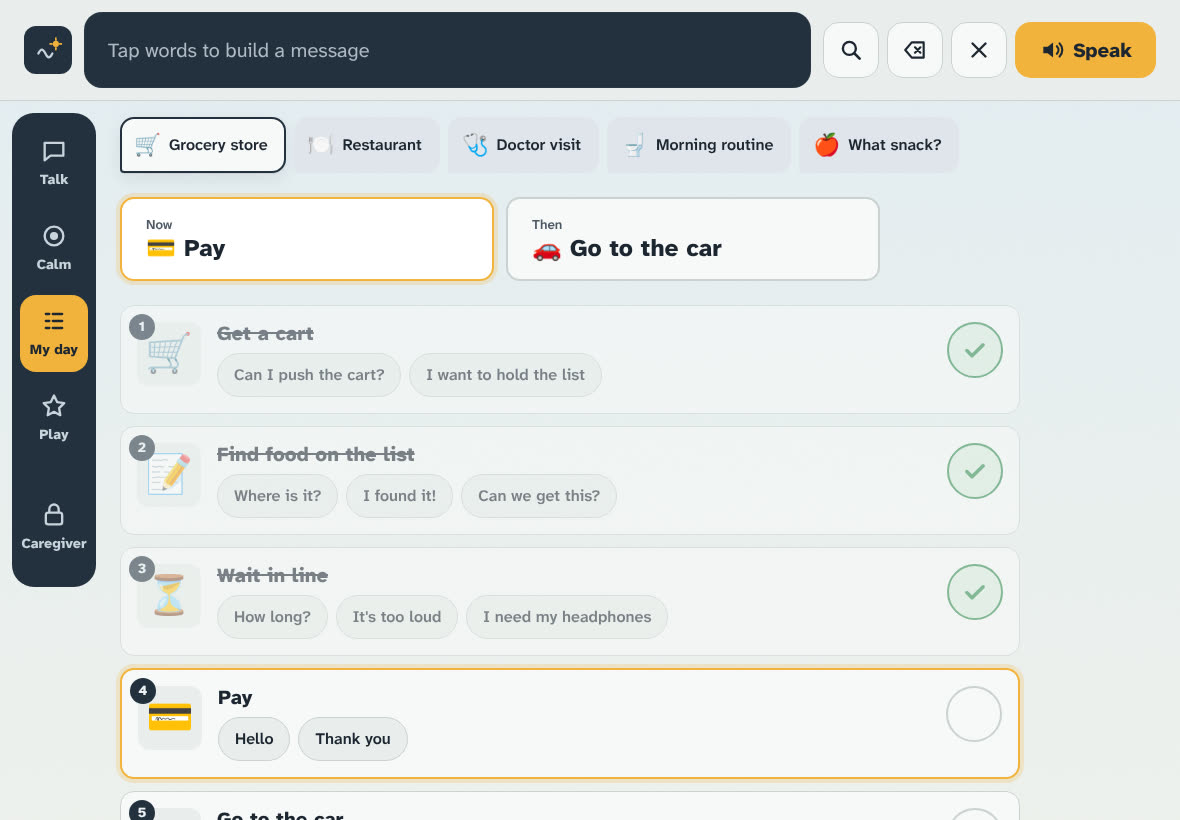 Tap words to build a message
Speak
Talk
Calm
My day
Play
Caregiver
Grocery store
Restaurant
Doctor visit
Morning routine
What snack?
Now
Pay
Then
Go to the car
1
Get a cart
Can I push the cart?
I want to hold the list
2
Find food on the list
Where is it?
I found it!
Can we get this?
3
Wait in line
How long?
It's too loud
I need my headphones
4
Pay
Hello
Thank you
5
Go to the car